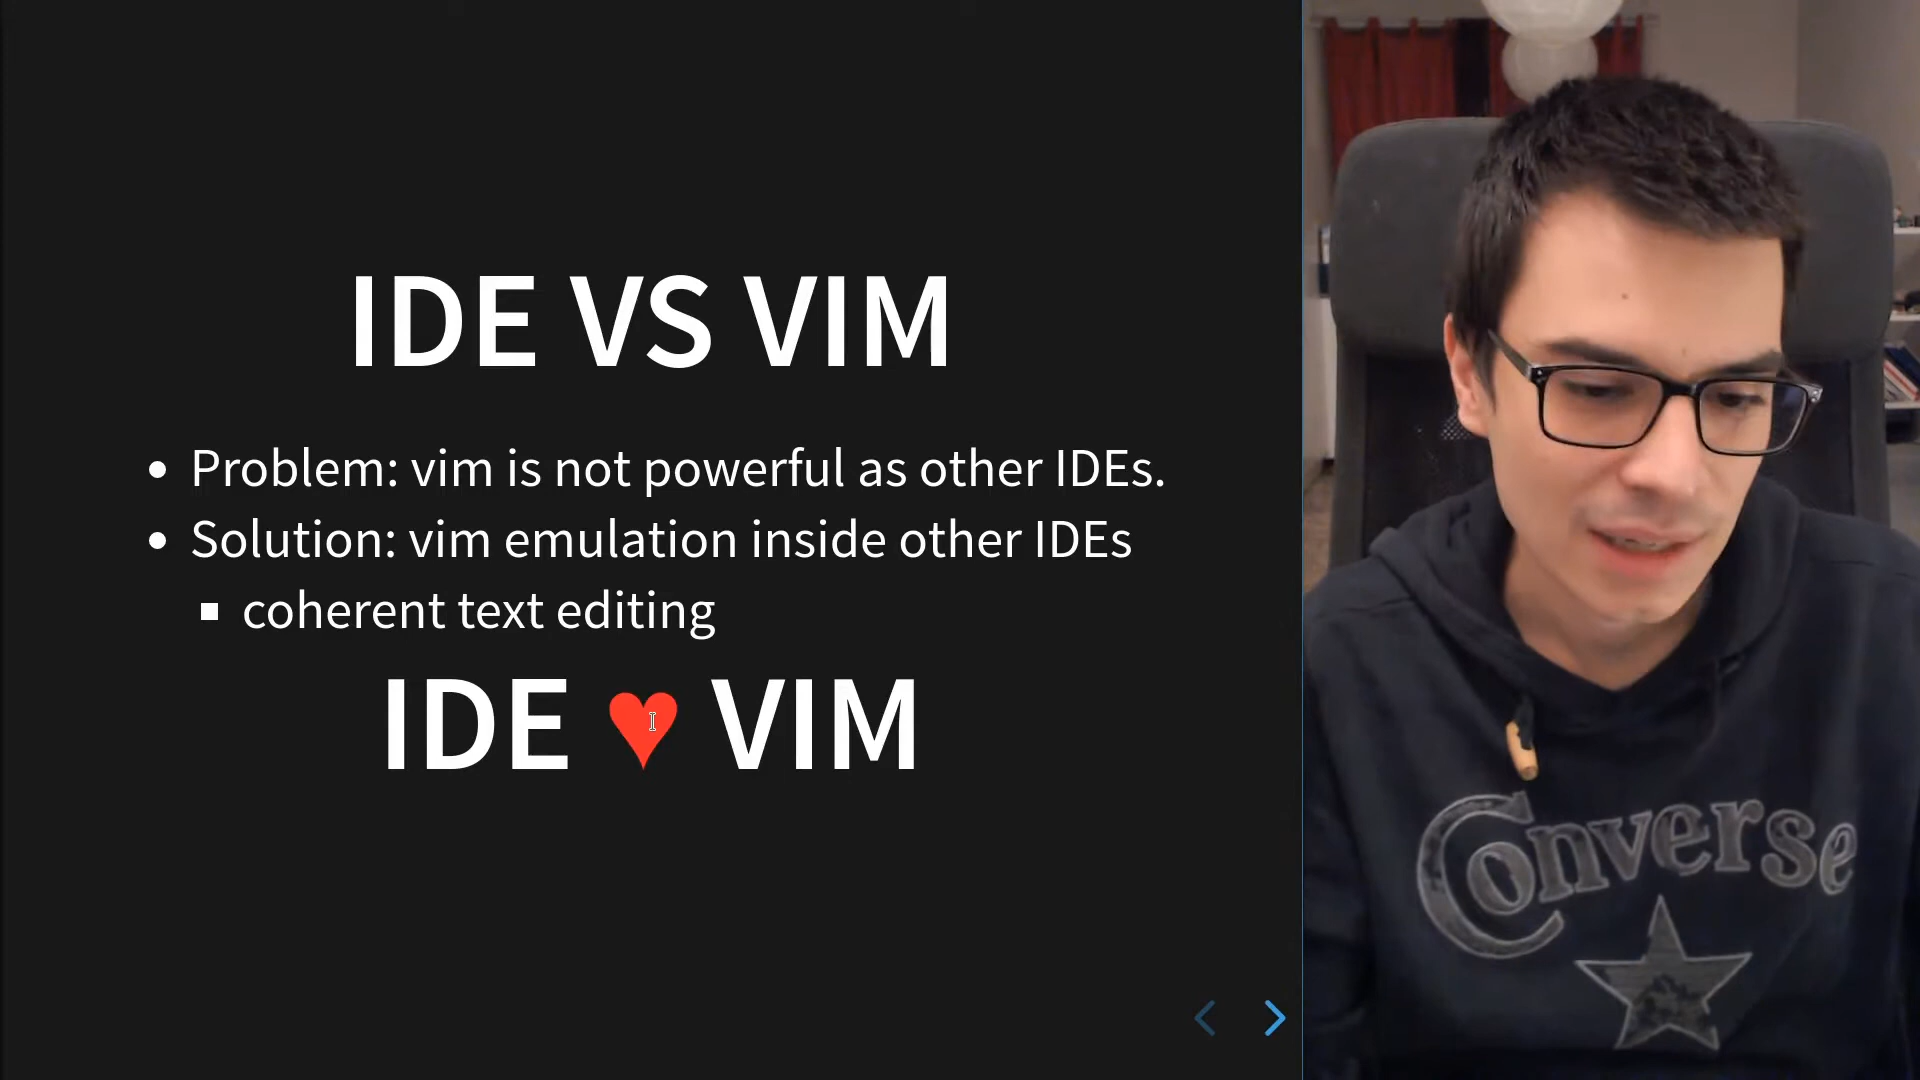 IDE VS VIM
Problem: vim is not powerful as other IDEs.
Solution: vim emulation inside other IDEs
coherent text editing
IDE ♥ VIM
Converse